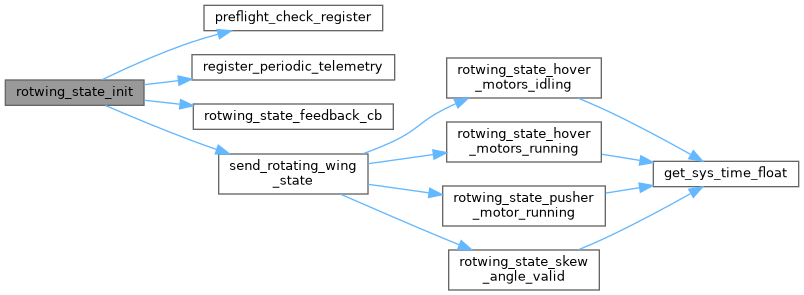 rotwing_state_init
preflight_check_register
register_periodic_telemetry
rotwing_state_feedback_cb
send_rotating_wing
_state
rotwing_state_hover
_motors_idling
rotwing_state_hover
_motors_running
rotwing_state_pusher
_motor_running
rotwing_state_skew
_angle_valid
get_sys_time_float